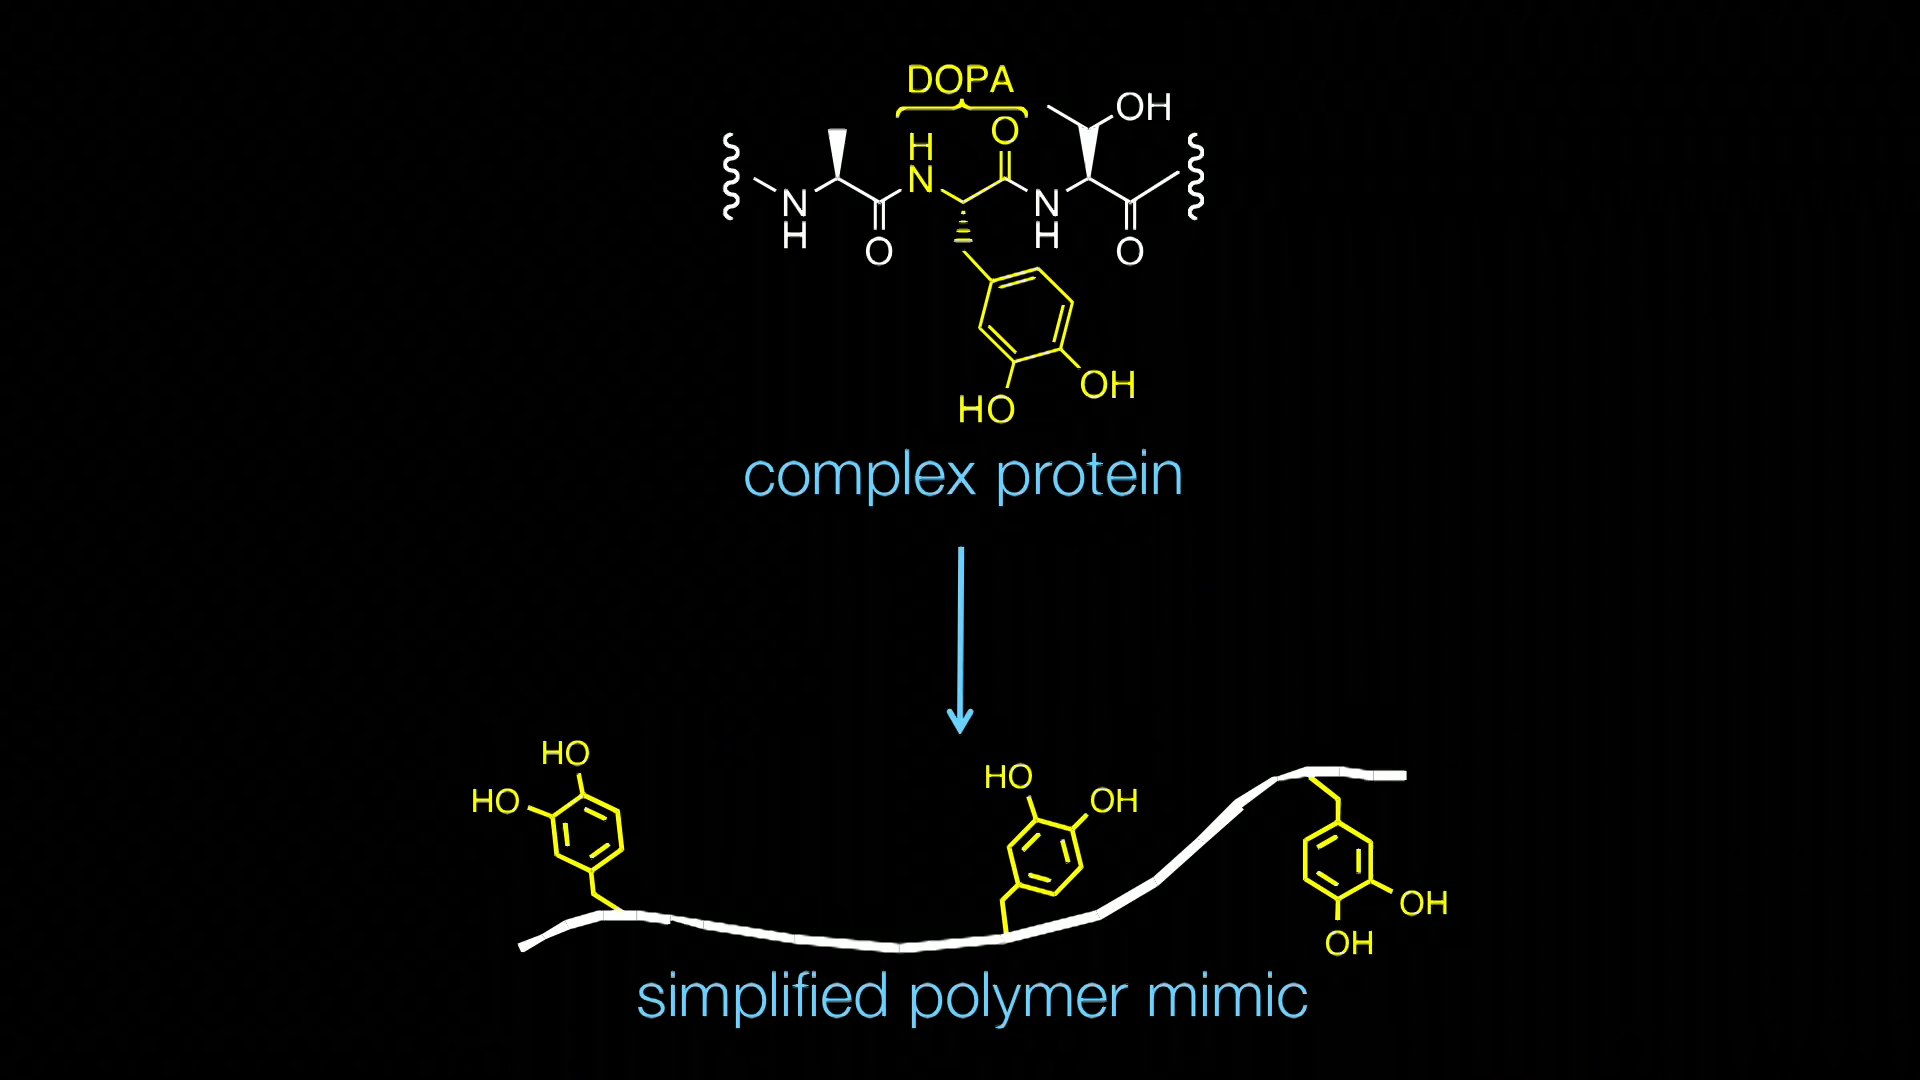 DOPA
OH
O
H
N
N
H
O
N
H
O
OH
HO
complex protein
HO
HO
HO
OH
OH
OH
simplified polymer mimic